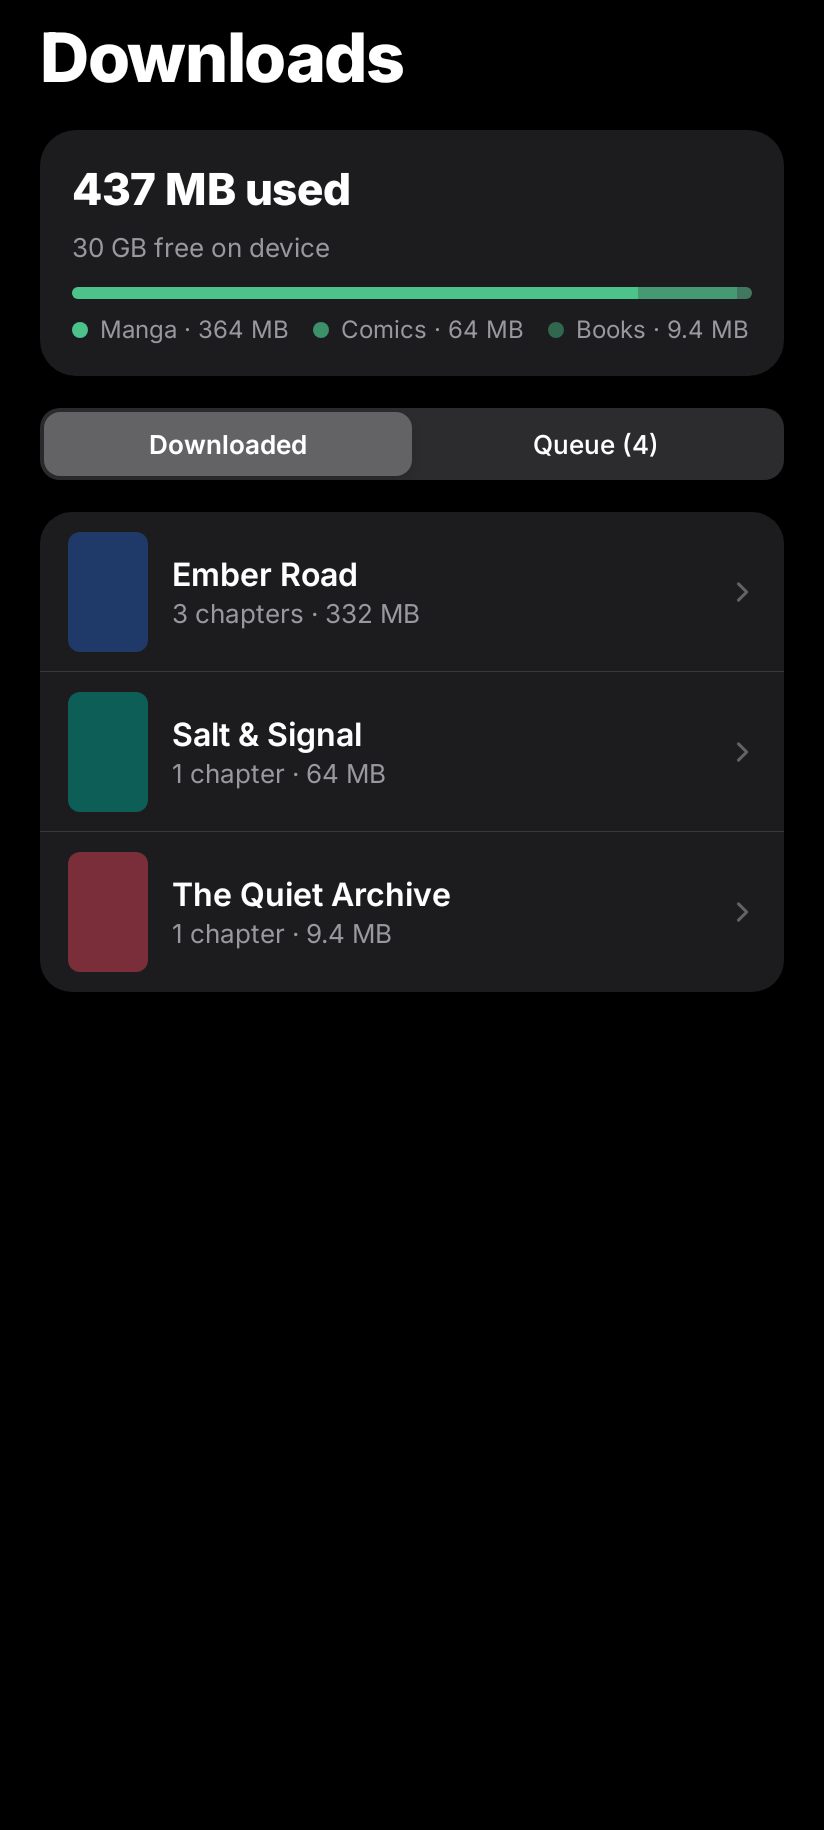 Downloads
437 MB used
30 GB free on device
Manga · 364 MB Comics · 64 MB Books · 9.4 MB
Downloaded Queue (4)
Ember Road
3 chapters · 332 MB
Salt & Signal
1 chapter · 64 MB
The Quiet Archive
1 chapter · 9.4 MB